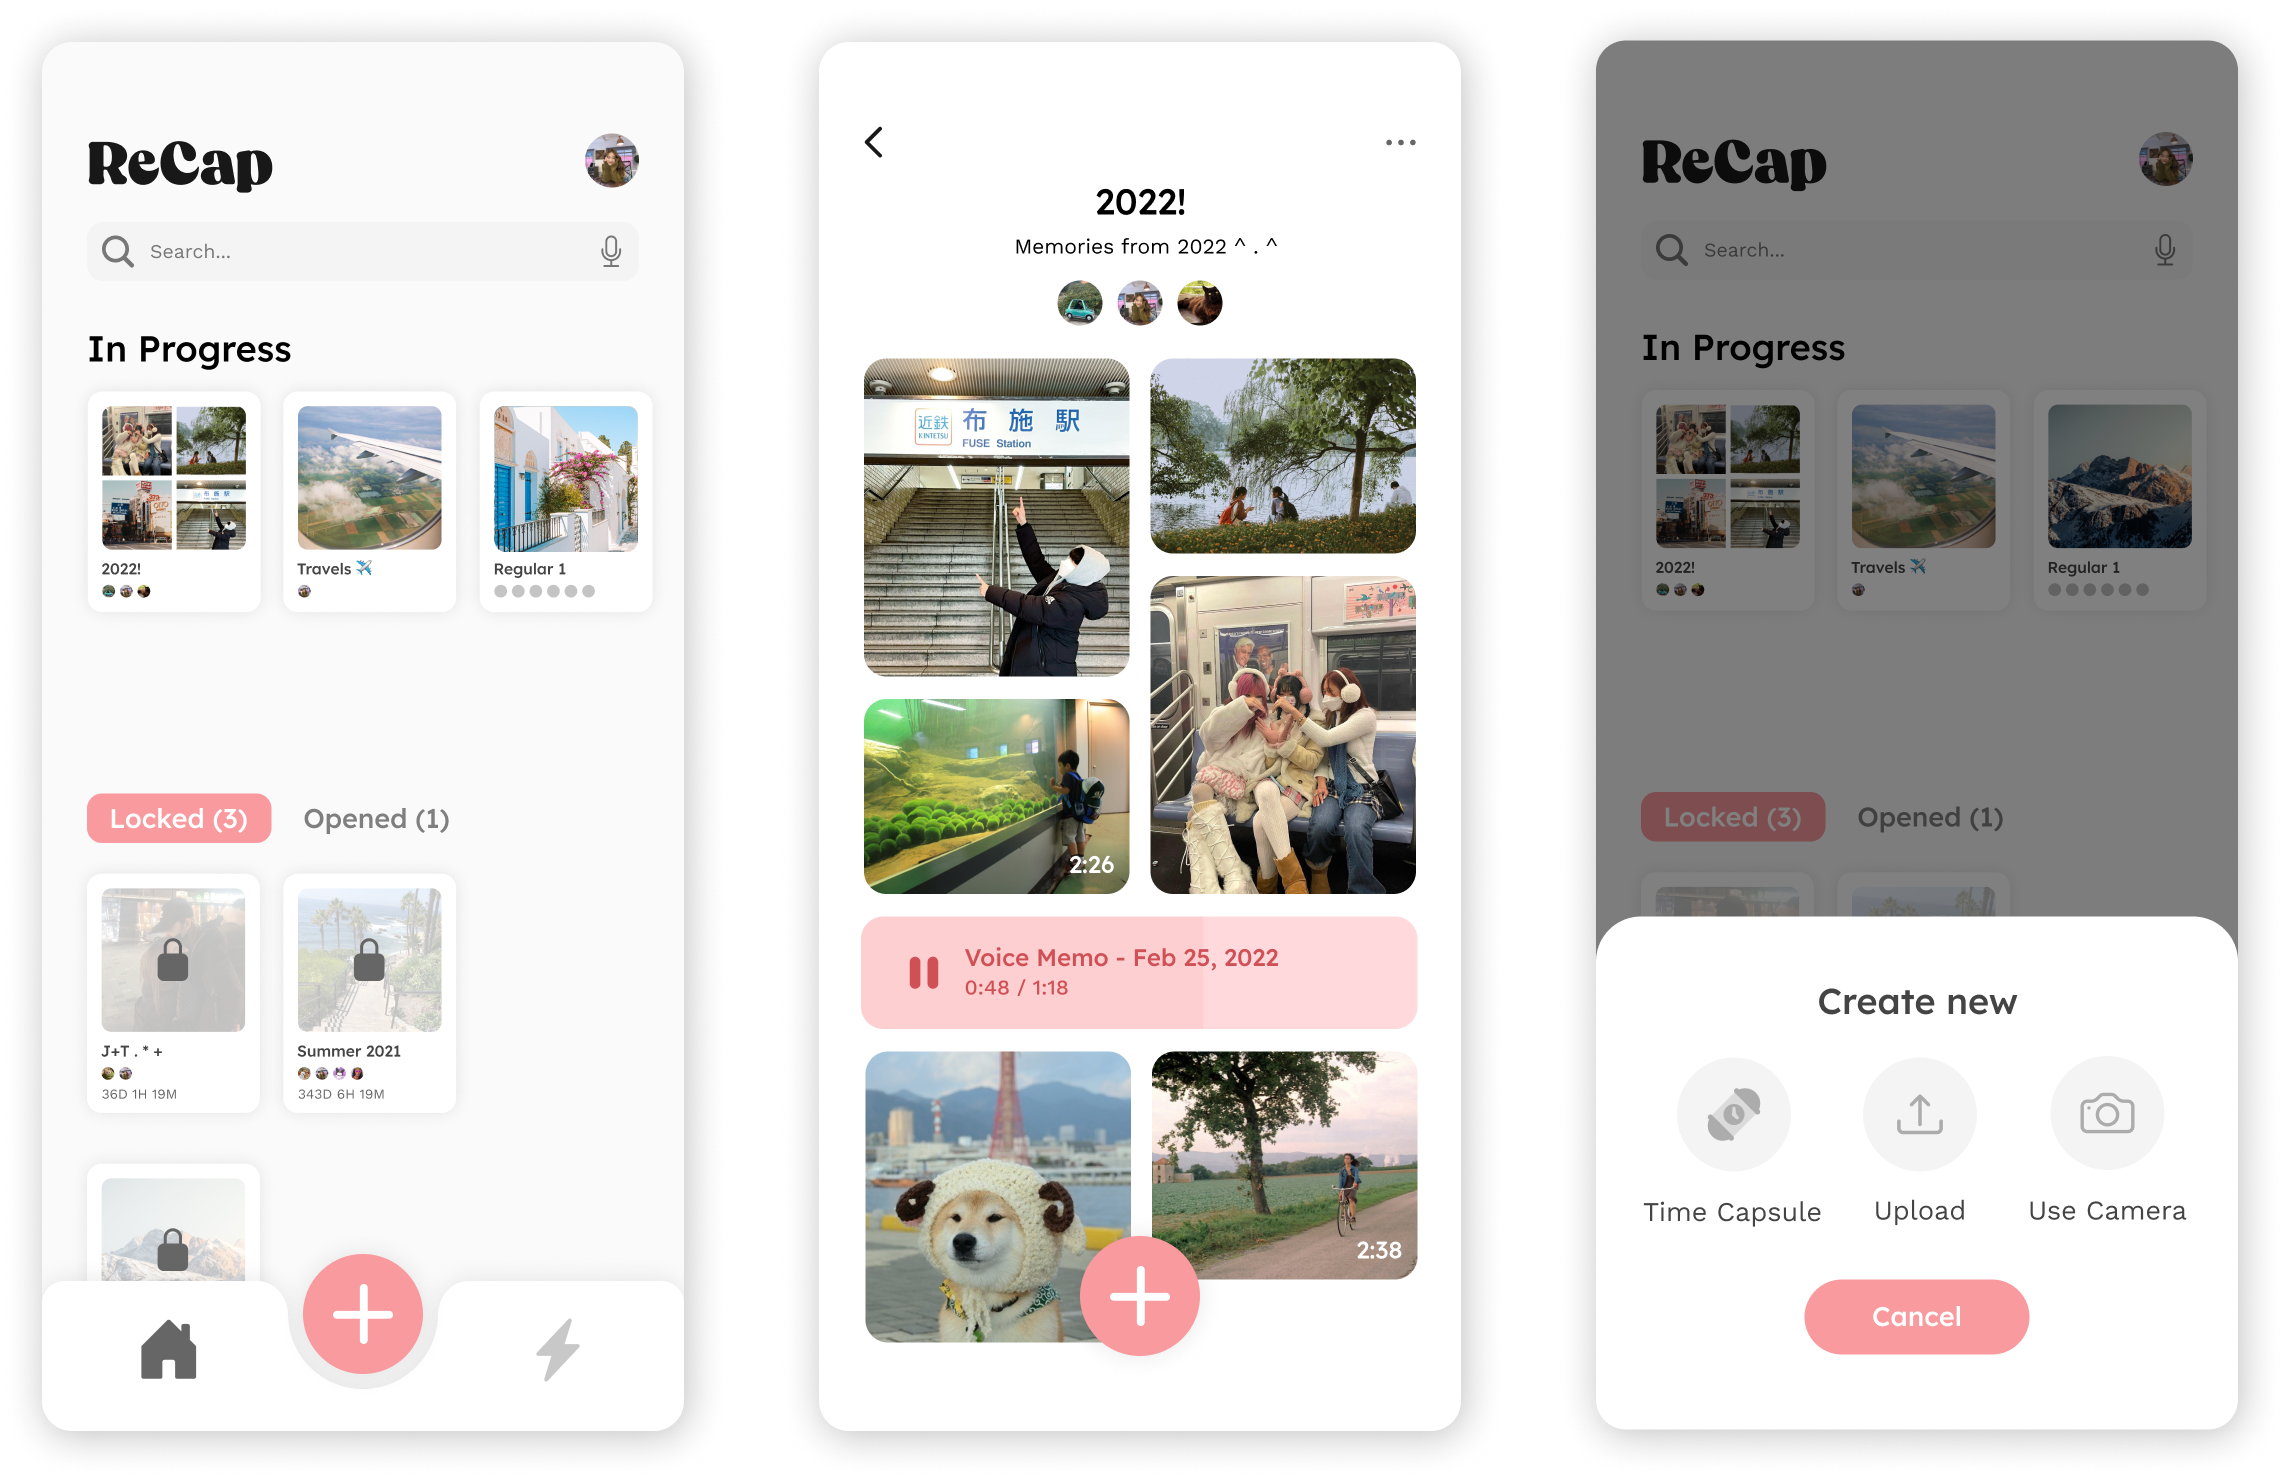 ReCap
Search...
In Progress
2022!
Travels ✈️
Regular 1
Locked (3)
Opened (1)
J+T . * +
36D 1H 19M
Summer 2021
343D 6H 19M
2022!
Memories from 2022 ^ . ^
近鉄
KINTETSU
布施駅
FUSE Station
2:26
Voice Memo - Feb 25, 2022
0:48 / 1:18
2:38
ReCap
Search...
In Progress
2022!
Travels ✈️
Regular 1
Locked (3)
Opened (1)
Create new
Time Capsule
Upload
Use Camera
Cancel